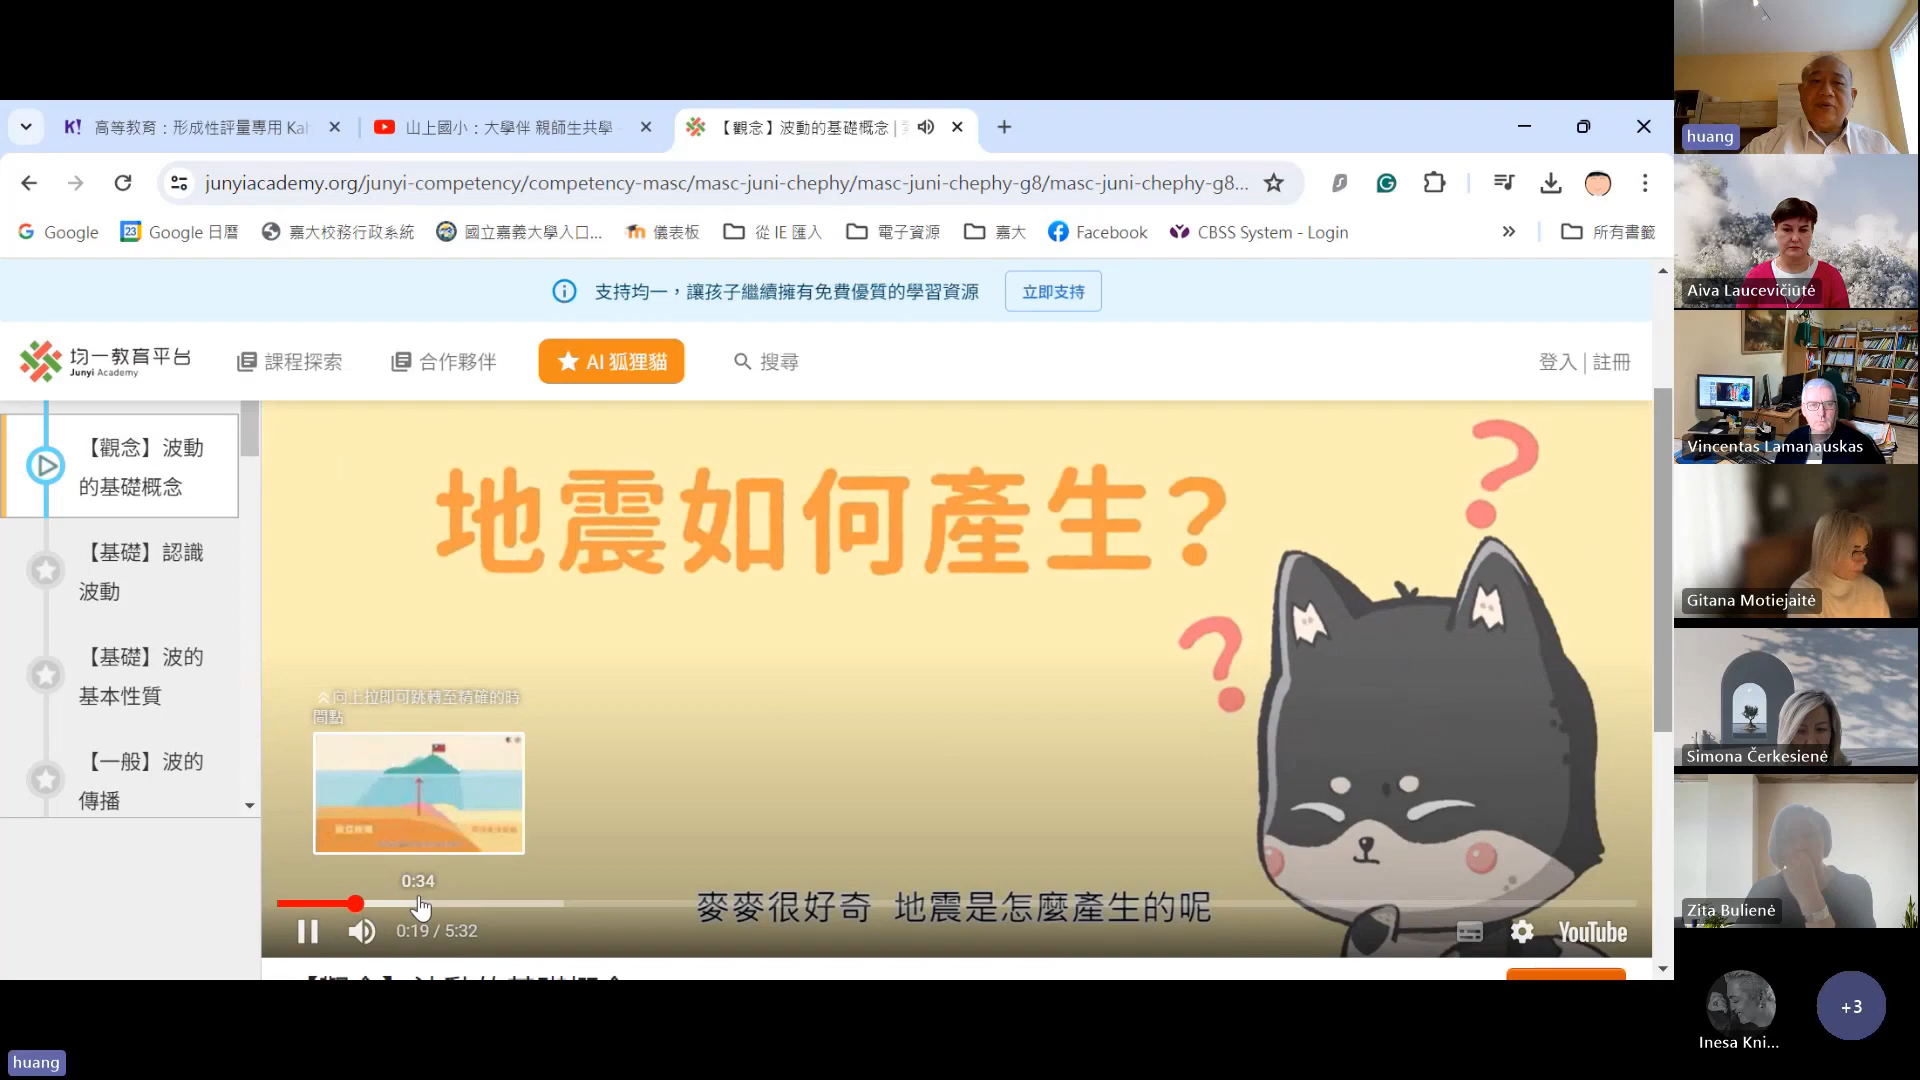 高等教育：形成性評量專用 Kah
山上國小：大學伴 親師生共學 -
【觀念】波動的基礎概念 |
junyiacademy.org/junyi-competency/competency-masc/masc-juni-chephy/masc-juni-chephy-g8/masc-juni-chephy-g8...
Google
23
Google 日曆
嘉大校務行政系統
國立嘉義大學入口...
儀表板
從 IE 匯入
電子資源
嘉大
Facebook
CBSS System - Login
所有書籤
支持均一，讓孩子繼續擁有免費優質的學習資源
立即支持
均一教育平台
Junyi Academy
課程探索
合作夥伴
AI 狐狸貓
搜尋
登入 | 註冊
【觀念】波動
的基礎概念
【基礎】認識
波動
【基礎】波的
基本性質
【一般】波的
傳播
地震如何產生?
向上拉即可跳轉至精確的時
間點
0:34
麥麥很好奇 地震是怎麼產生的呢
0:19 / 5:32
YouTube
huang
Aiva Laucevičiūtė
Vincentas Lamanauskas
Gitana Motiejaitė
Simona Čerkesienė
Zita Bulienė
Inesa Kni...
+3
huang